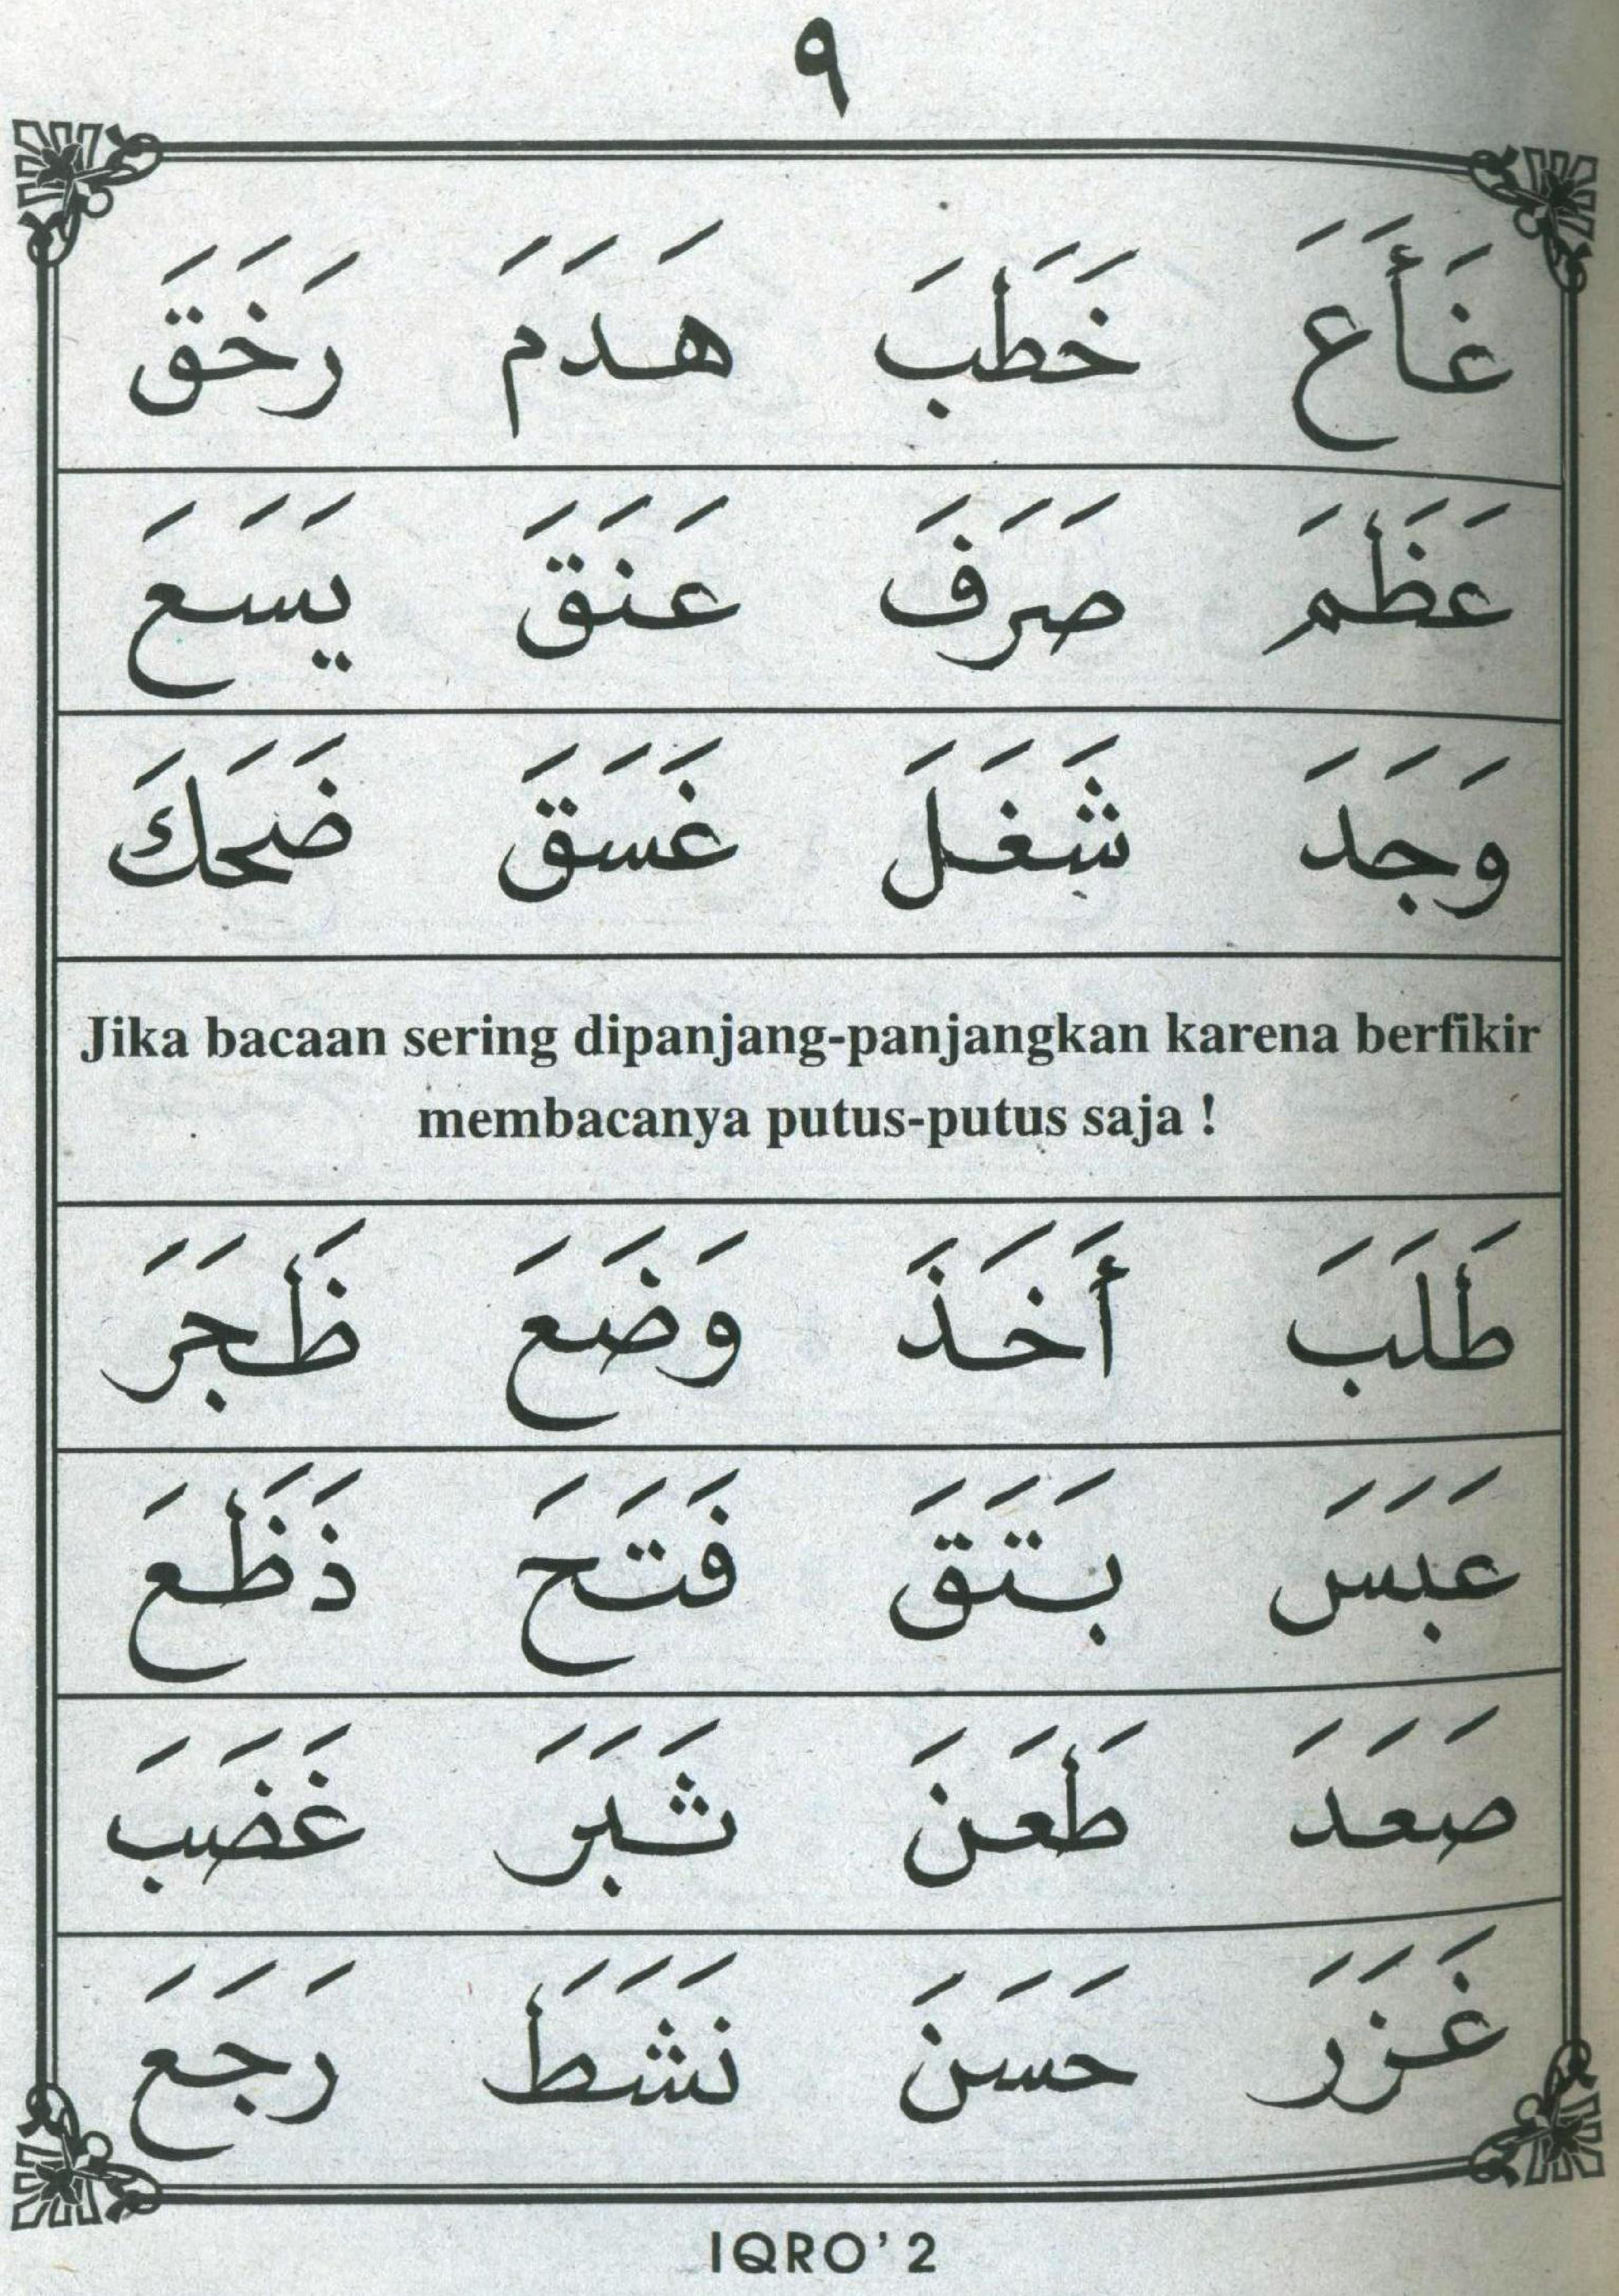 ٩
غَأَعَ خَطَبَ هَدَمَ رَخَقَ
عَظَمَ صَرَفَ عَنَقَ يَسَعَ
وَجَدَ شَغَلَ غَسَقَ ضَحَكَ
Jika bacaan sering dipanjang-panjangkan karena berfikir
membacanya putus-putus saja !
طَلَبَ أَخَذَ وَضَعَ ظَجَرَ
عَبَسَ بَتَقَ فَتَحَ ذَظَعَ
صَعَدَ طَعَنَ ثَبَرَ غَضَبَ
غَزَرَ حَسَنَ نَشَطَ رَجَعَ
IQRO' 2